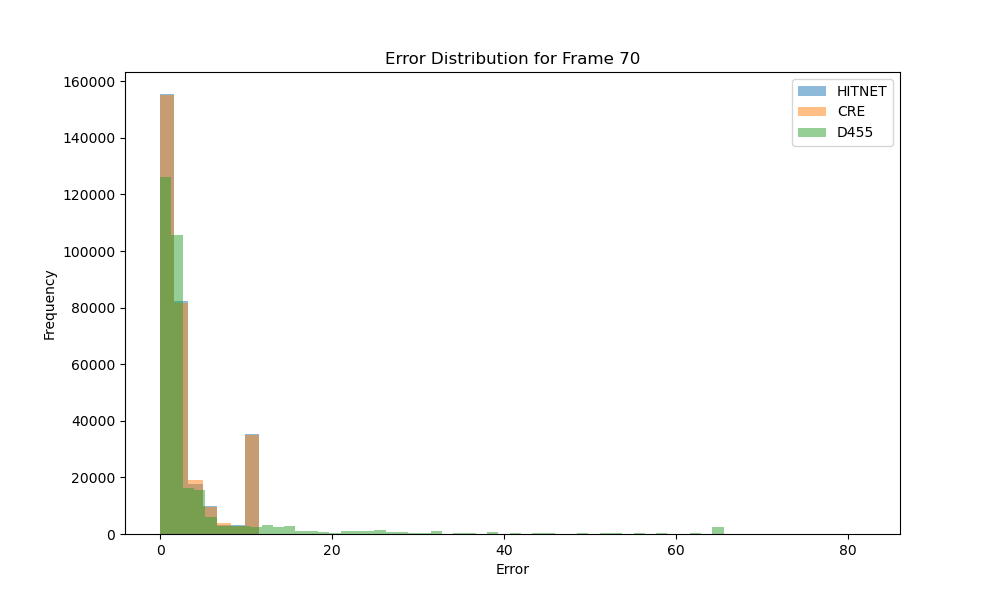 Error Distribution for Frame 70
160000
140000
120000
100000
80000
60000
40000
20000
0
Frequency
0 20 40 60 80
Error
HITNET
CRE
D455